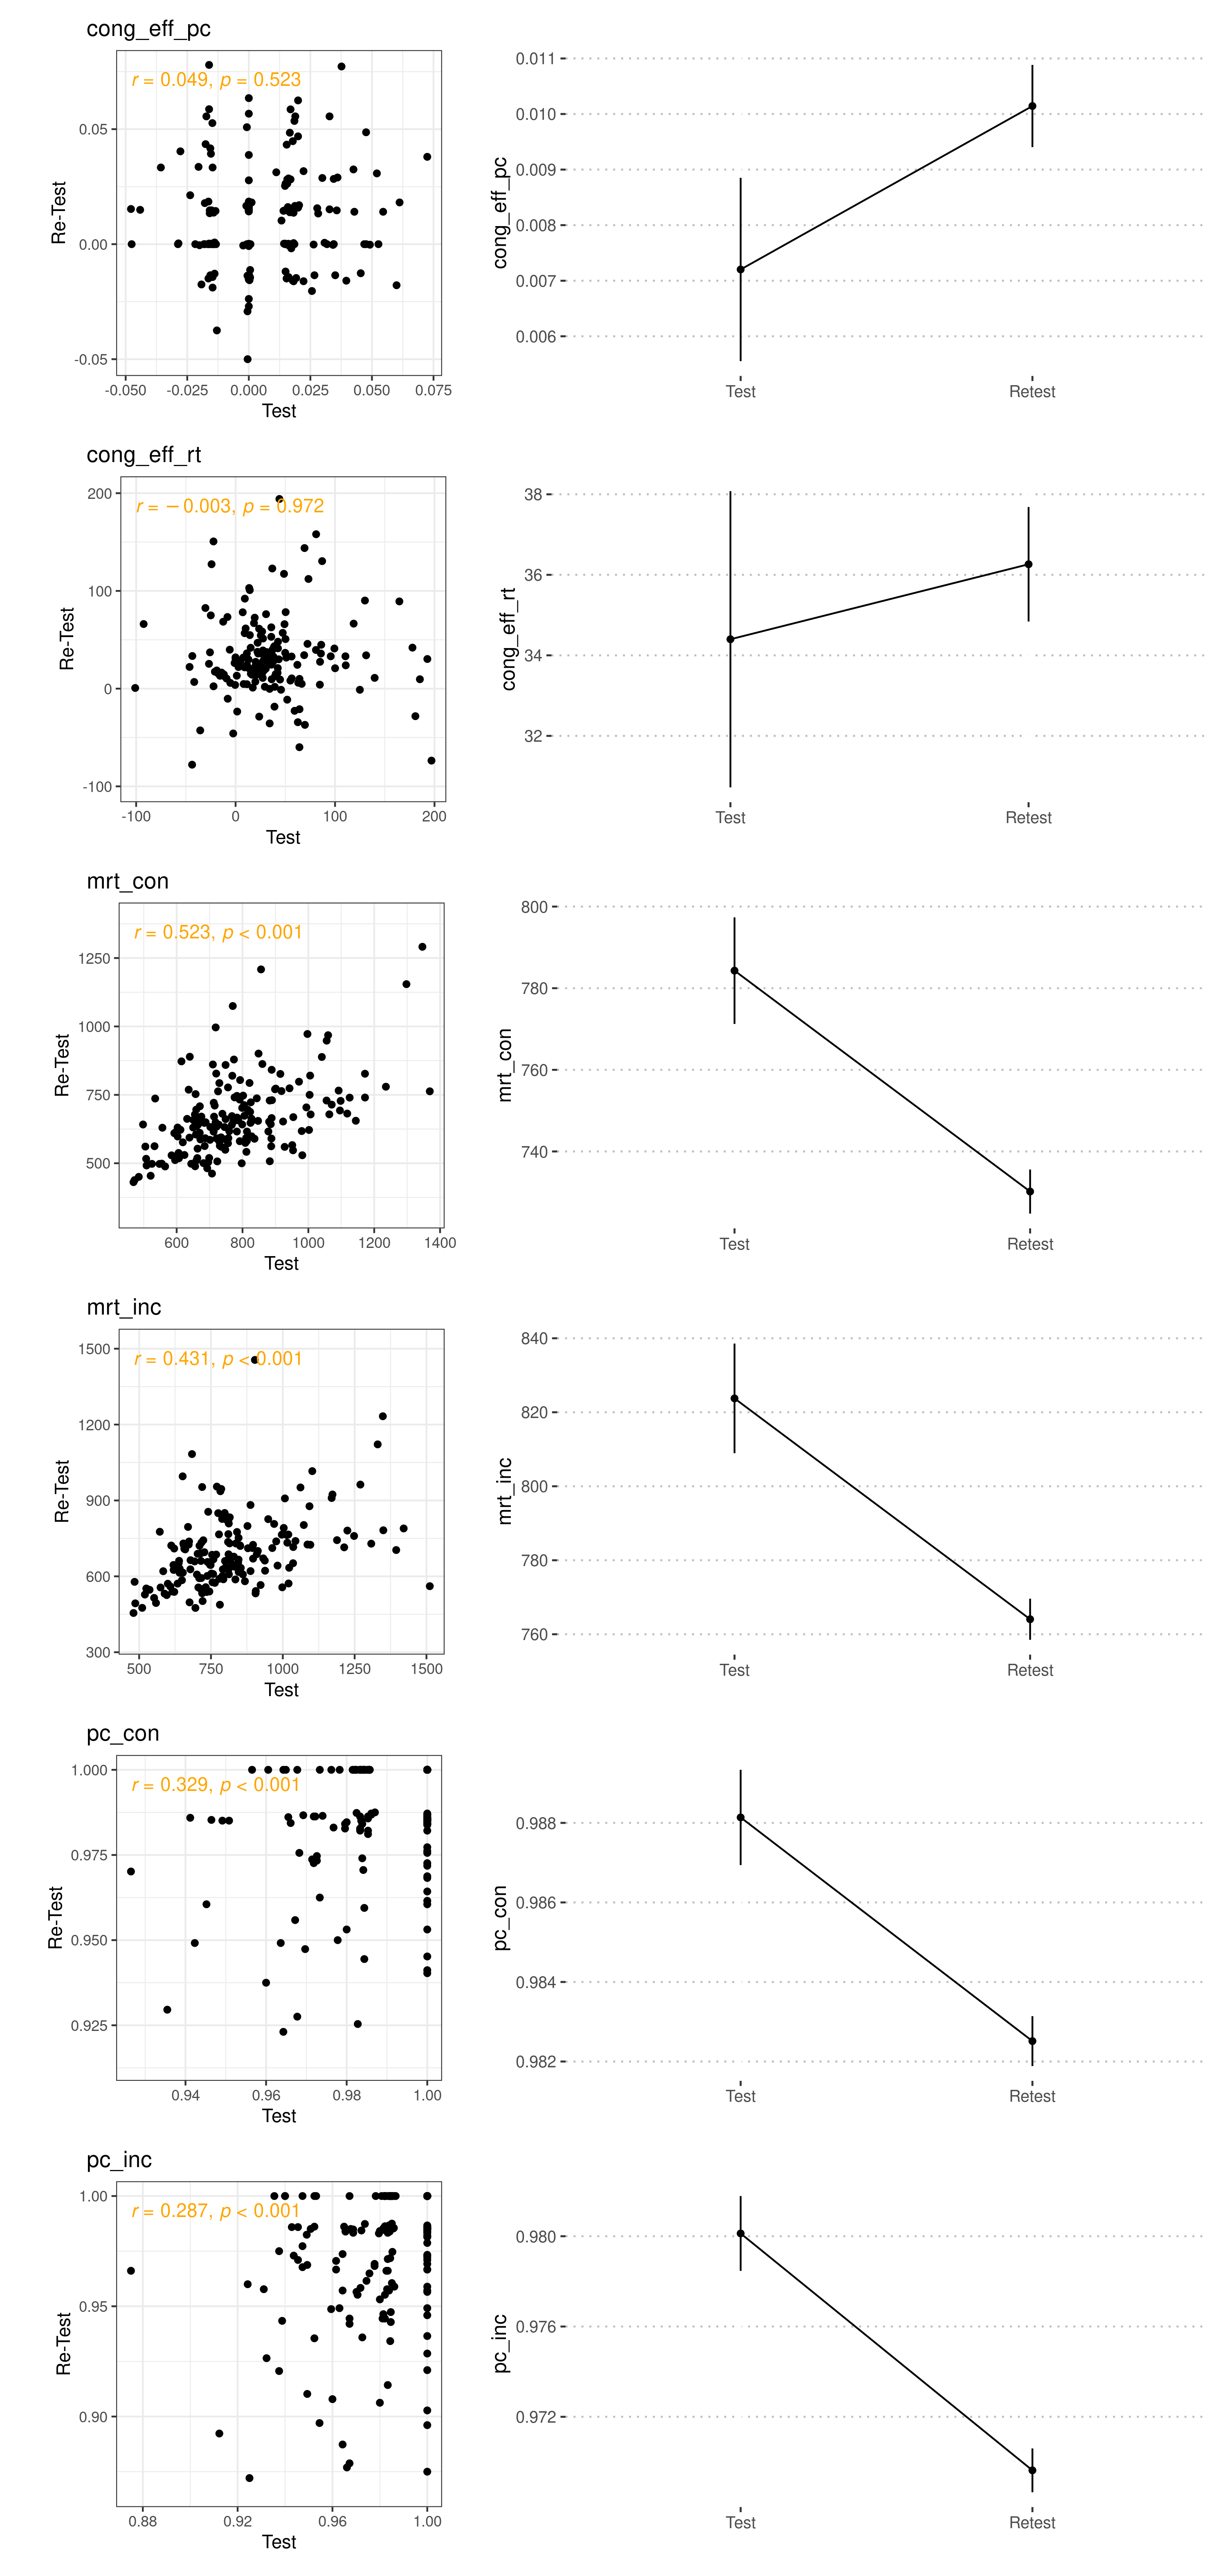 cong_eff_pc
r = 0.049, p = 0.523
0.05
0.00
-0.05
Re-Test
-0.050 -0.025 0.000 0.025 0.050 0.075
Test
0.011
0.010
0.009
0.008
0.007
0.006
cong_eff_pc
Test Retest
cong_eff_rt
r = −0.003, p = 0.972
200
100
0
-100
Re-Test
-100 0 100 200
Test
38
36
34
32
cong_eff_rt
Test Retest
mrt_con
r = 0.523, p < 0.001
1250
1000
750
500
Re-Test
600 800 1000 1200 1400
Test
800
780
760
740
mrt_con
Test Retest
mrt_inc
r = 0.431, p < 0.001
1500
1200
900
600
300
Re-Test
500 750 1000 1250 1500
Test
840
820
800
780
760
mrt_inc
Test Retest
pc_con
r = 0.329, p < 0.001
1.000
0.975
0.950
0.925
Re-Test
0.94 0.96 0.98 1.00
Test
0.988
0.986
0.984
0.982
pc_con
Test Retest
pc_inc
r = 0.287, p < 0.001
1.00
0.95
0.90
Re-Test
0.88 0.92 0.96 1.00
Test
0.980
0.976
0.972
pc_inc
Test Retest